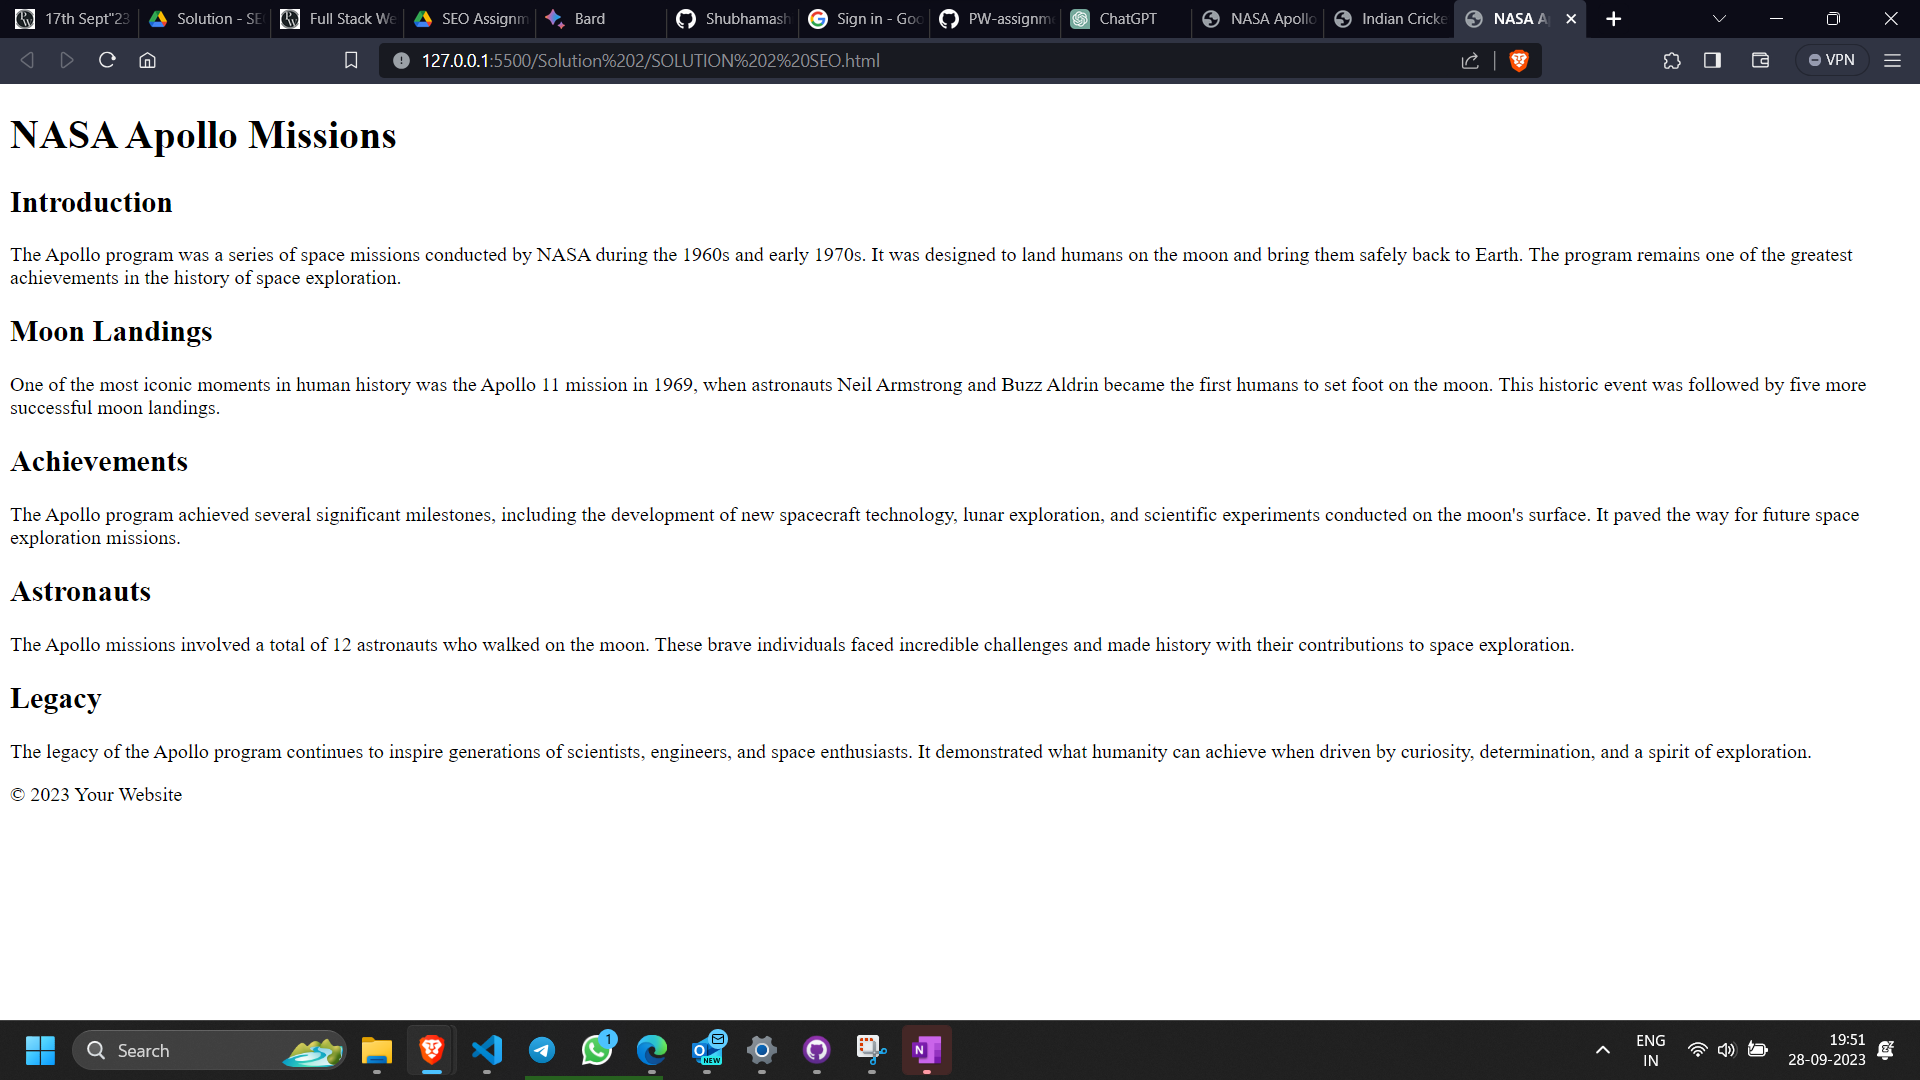 17th Sept"23
Solution - SE
Full Stack We
SEO Assignm
Bard
Shubhamash
Sign in - Goo
PW-assignme
ChatGPT
NASA Apollo
Indian Cricke
NASA A
127.0.0.1:5500/Solution%202/SOLUTION%202%20SEO.html
VPN
NASA Apollo Missions
Introduction
The Apollo program was a series of space missions conducted by NASA during the 1960s and early 1970s. It was designed to land humans on the moon and bring them safely back to Earth. The program remains one of the greatest
achievements in the history of space exploration.
Moon Landings
One of the most iconic moments in human history was the Apollo 11 mission in 1969, when astronauts Neil Armstrong and Buzz Aldrin became the first humans to set foot on the moon. This historic event was followed by five more
successful moon landings.
Achievements
The Apollo program achieved several significant milestones, including the development of new spacecraft technology, lunar exploration, and scientific experiments conducted on the moon's surface. It paved the way for future space
exploration missions.
Astronauts
The Apollo missions involved a total of 12 astronauts who walked on the moon. These brave individuals faced incredible challenges and made history with their contributions to space exploration.
Legacy
The legacy of the Apollo program continues to inspire generations of scientists, engineers, and space enthusiasts. It demonstrated what humanity can achieve when driven by curiosity, determination, and a spirit of exploration.
© 2023 Your Website
Search
1
NEW
ENG
IN
19:51
28-09-2023